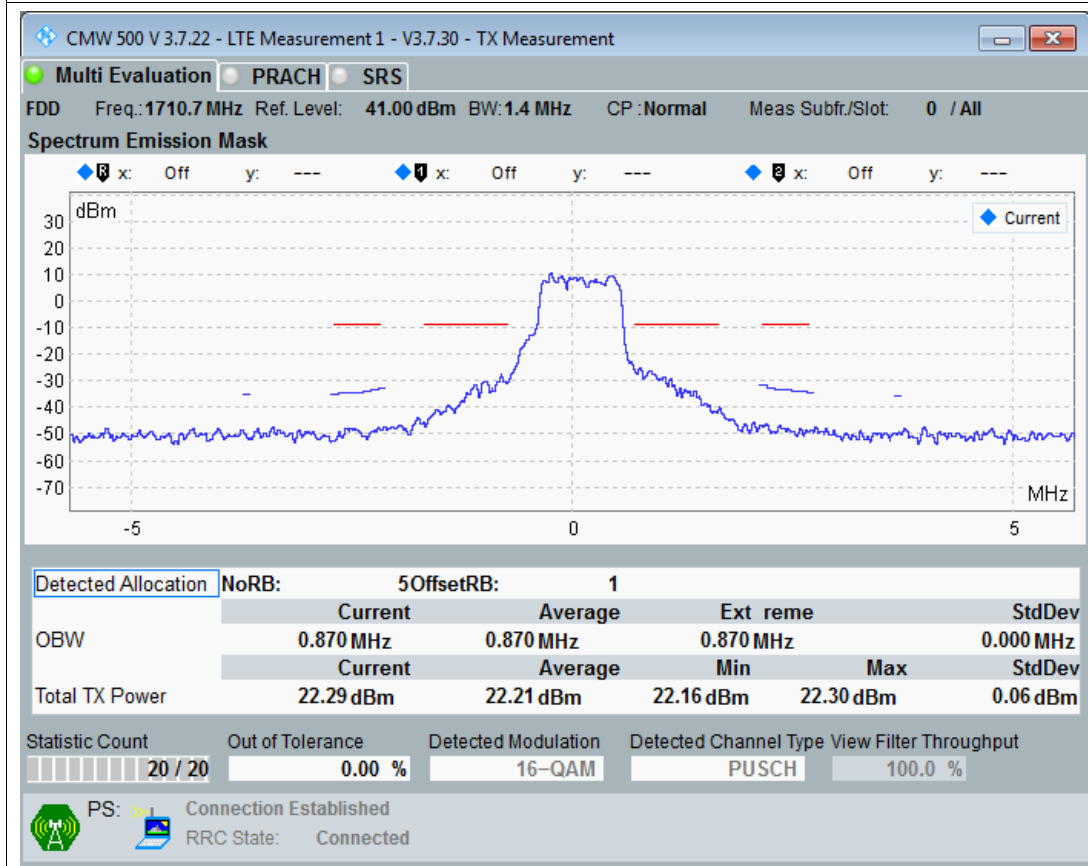 CMW 500 V 3.7.22 - LTE Measurement 1 - V3.7.30 - TX Measurement
Multi Evaluation PRACH SRS
FDD Freq.: 1710.7 MHz Ref. Level: 41.00 dBm BW: 1.4 MHz CP : Normal Meas Subfr./Slot: 0 / All
Spectrum Emission Mask
R x: Off y: --- 1 x: Off y: --- 2 x: Off y: ---
dBm
Current
30
20
10
0
-10
-20
-30
-40
-50
-60
-70
MHz
-5 0 5
Detected Allocation NoRB: 5 OffsetRB: 1
Current Average Ext reme StdDev
OBW 0.870 MHz 0.870 MHz 0.870 MHz 0.000 MHz
Current Average Min Max StdDev
Total TX Power 22.29 dBm 22.21 dBm 22.16 dBm 22.30 dBm 0.06 dBm
Statistic Count Out of Tolerance Detected Modulation Detected Channel Type View Filter Throughput
20 / 20 0.00 % 16-QAM PUSCH 100.0 %
PS: Connection Established
RRC State: Connected